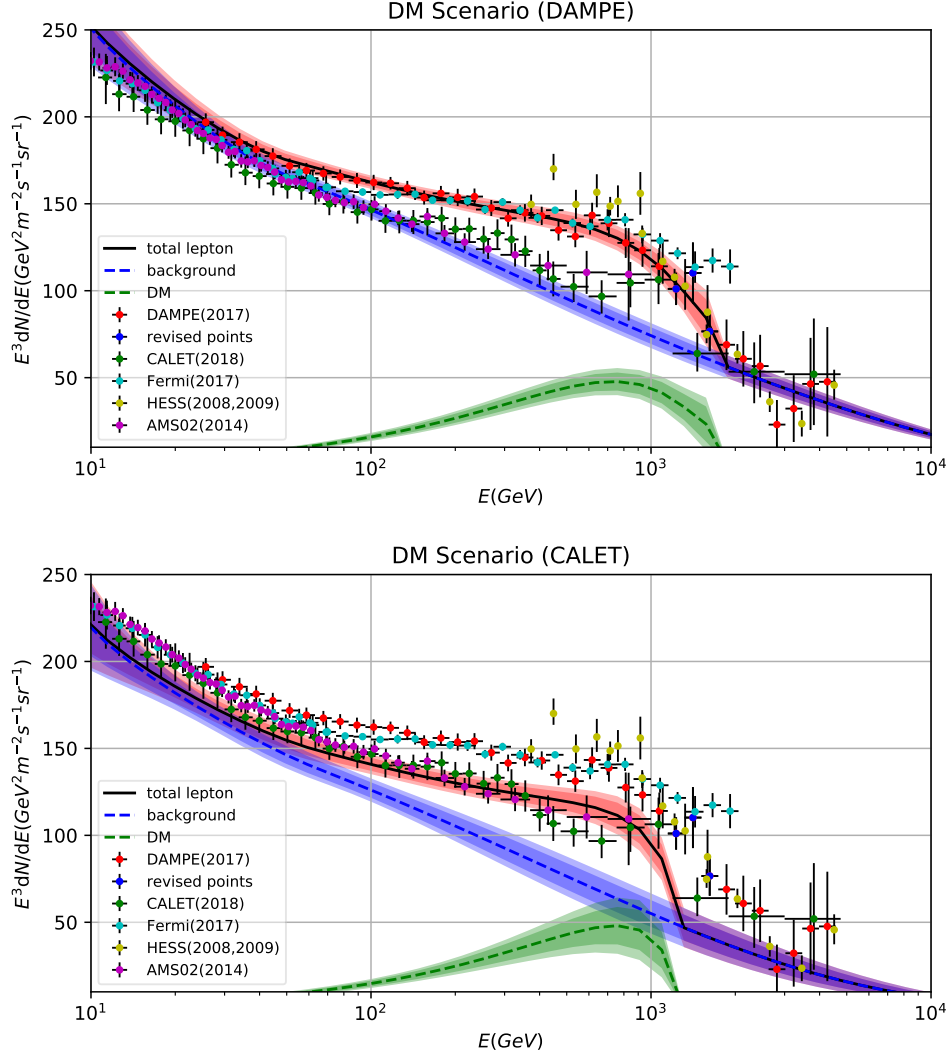 DM Scenario (DAMPE)
250
200
150
100
50
E³dN/dE(GeV²m⁻²s⁻¹sr⁻¹)
total lepton
background
DM
DAMPE(2017)
revised points
CALET(2018)
Fermi(2017)
HESS(2008,2009)
AMS02(2014)
10¹ 10² 10³ 10⁴
E(GeV)
DM Scenario (CALET)
250
200
150
100
50
E³dN/dE(GeV²m⁻²s⁻¹sr⁻¹)
total lepton
background
DM
DAMPE(2017)
revised points
CALET(2018)
Fermi(2017)
HESS(2008,2009)
AMS02(2014)
10¹ 10² 10³ 10⁴
E(GeV)